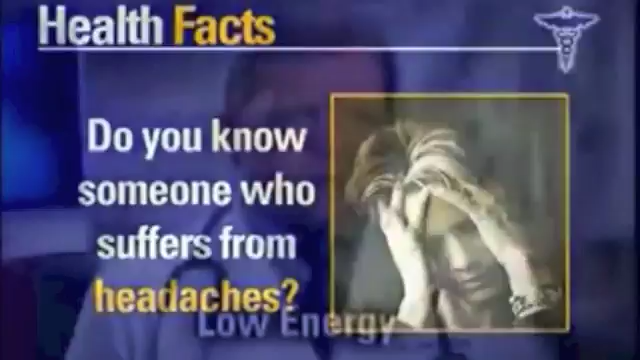 Health Facts
Do you know
someone who
suffers from
headaches?
Low Energy